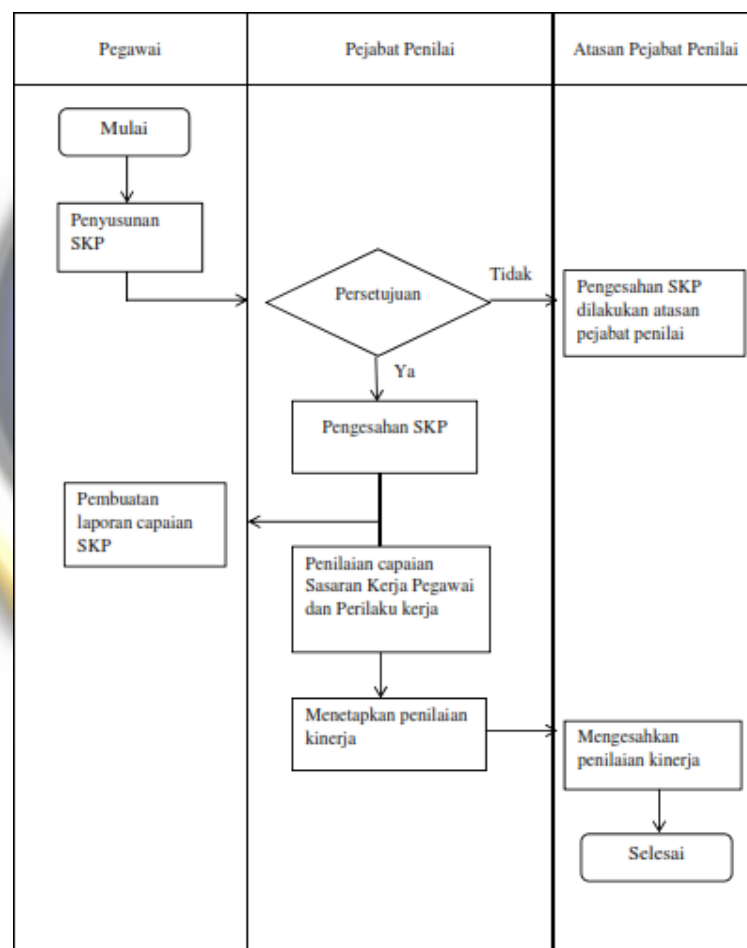 Pegawai
Pejabat Penilai
Atasan Pejabat Penilai
Mulai
Penyusunan
SKP
Persetujuan
Tidak
Pengesahan SKP
dilakukan atasan
pejabat penilai
Ya
Pengesahan SKP
Pembuatan
laporan capaian
SKP
Penilaian capaian
Sasaran Kerja Pegawai
dan Perilaku kerja
Menetapkan penilaian
kinerja
Mengesahkan
penilaian kinerja
Selesai